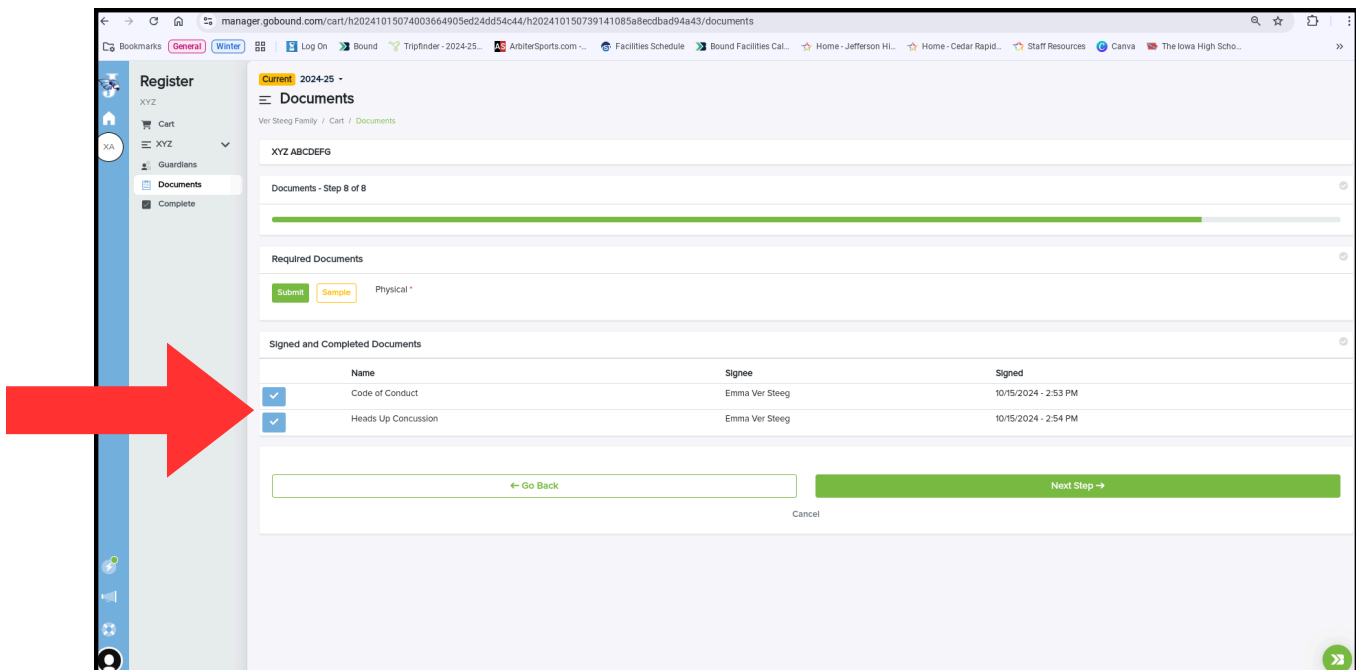 manager.gobound.com/cart/h20241015074003664905ed24dd54c44/h202410150739141085a8ecdbad94a43/documents
Bookmarks General Winter Log On Bound Tripfinder - 2024-25... AS ArbiterSports.com -... Facilities Schedule Bound Facilities Cal... Home - Jefferson Hi... Home - Cedar Rapid... Staff Resources Canva The Iowa High Scho... »
Register
XYZ
Cart
XYZ
Guardians
Documents
Complete
XA
Current 2024-25
Documents
Ver Steeg Family / Cart / Documents
XYZ ABCDEFG
Documents - Step 8 of 8
Required Documents
Submit Sample Physical *
Signed and Completed Documents
Name Signee Signed
Code of Conduct Emma Ver Steeg 10/15/2024 - 2:53 PM
Heads Up Concussion Emma Ver Steeg 10/15/2024 - 2:54 PM
← Go Back Next Step →
Cancel